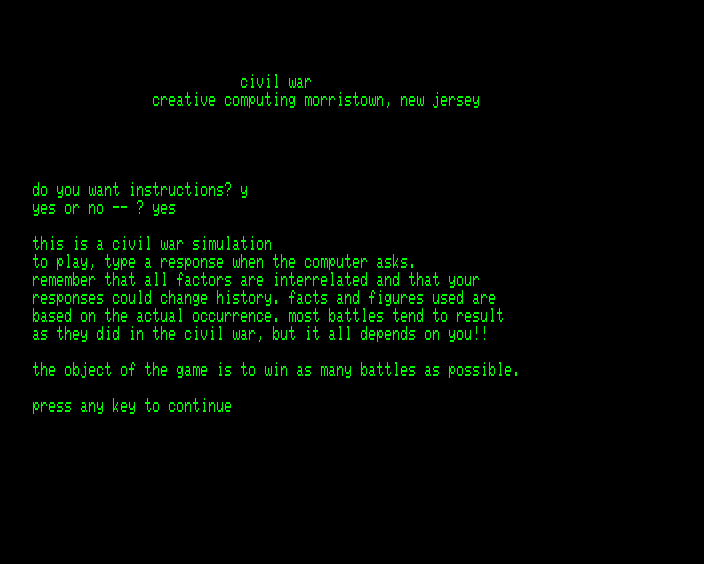 civil war
creative computing morristown, new jersey
do you want instructions? y
yes or no -- ? yes
this is a civil war simulation
to play, type a response when the computer asks.
remember that all factors are interrelated and that your
responses could change history. facts and figures used are
based on the actual occurrence. most battles tend to result
as they did in the civil war, but it all depends on you!!
the object of the game is to win as many battles as possible.
press any key to continue